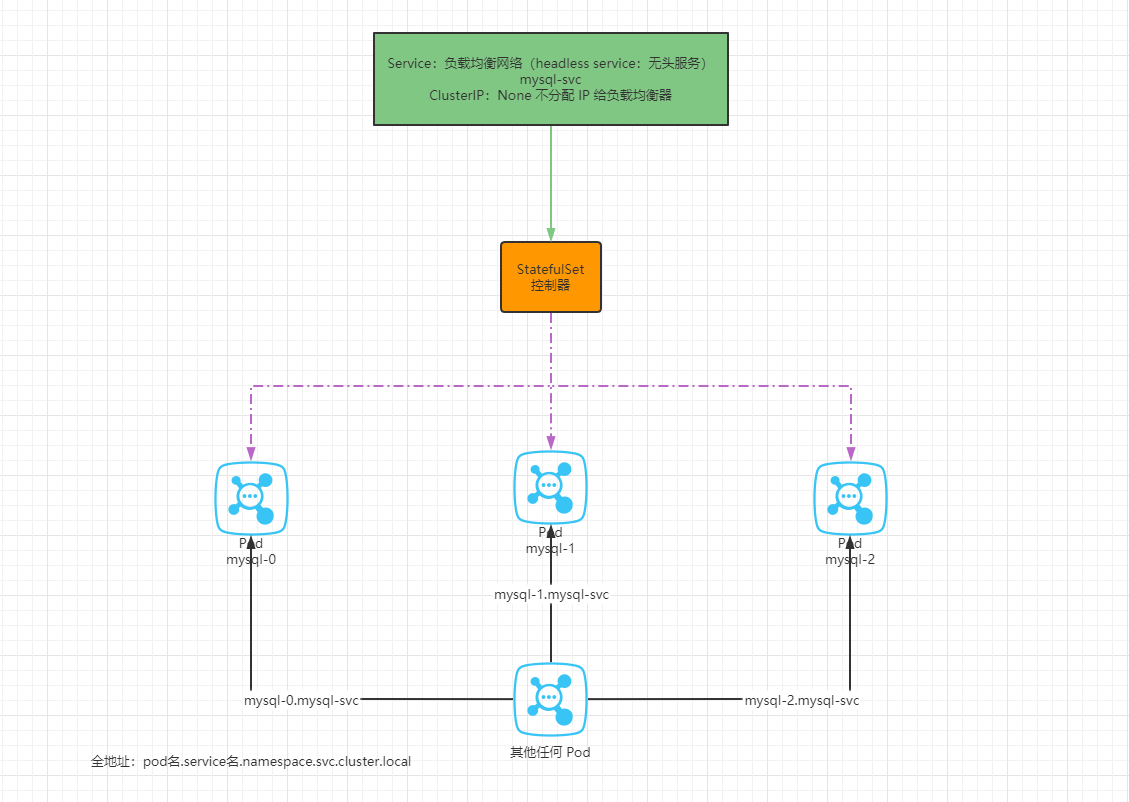 Service：负载均衡网络（headless service：无头服务）
mysql-svc
ClusterIP：None 不分配 IP 给负载均衡器
StatefulSet
控制器
Pod
mysql-0
Pod
mysql-1
Pod
mysql-2
mysql-1.mysql-svc
mysql-0.mysql-svc
mysql-2.mysql-svc
其他任何 Pod
全地址：pod名.service名.namespace.svc.cluster.local